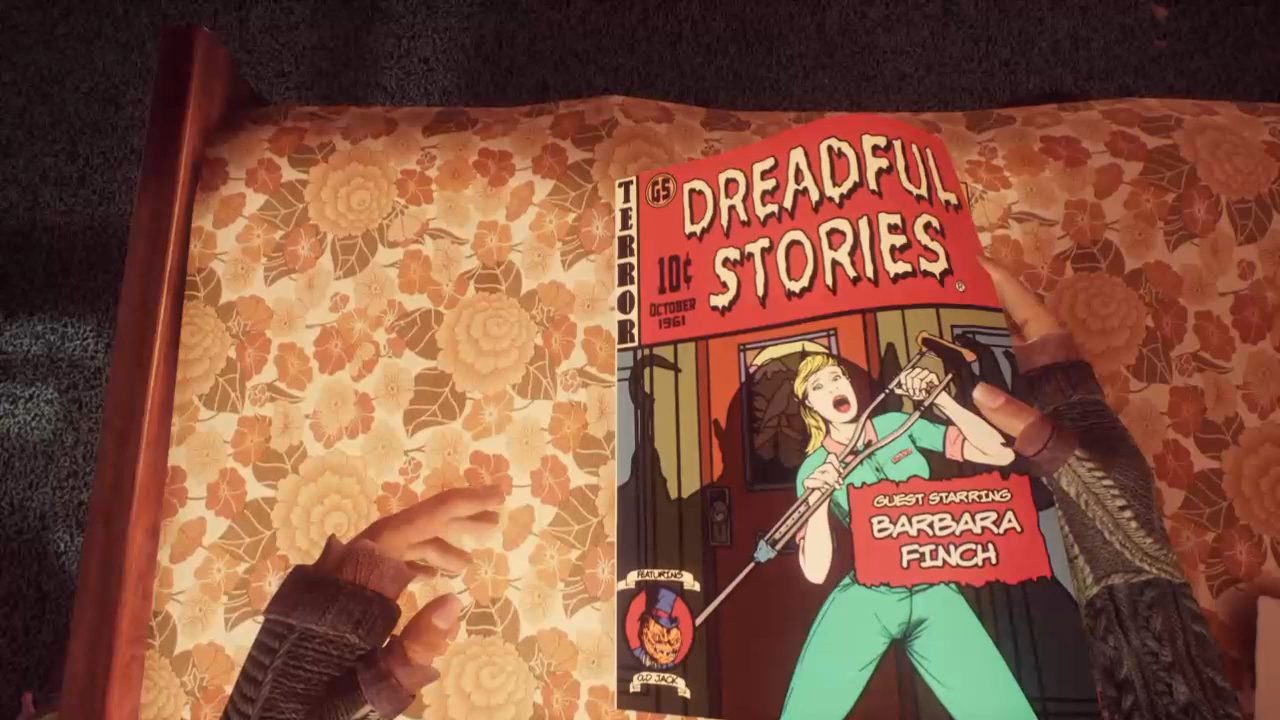 TERROR
GS
DREADFUL
STORIES
®
10¢
OCTOBER
1961
GUEST STARRING
BARBARA
FINCH
FEATURING
OLD JACK